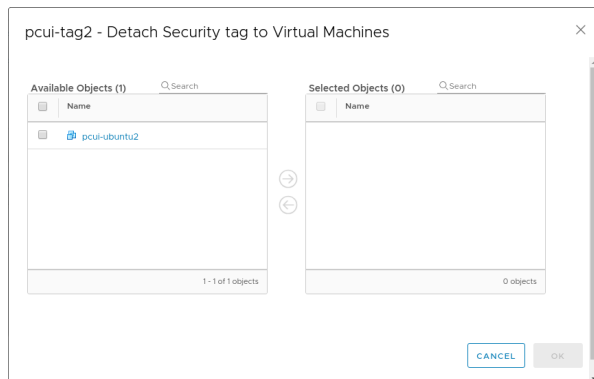 pcui-tag2 - Detach Security tag to Virtual Machines
Available Objects (1) Search
Name
pcui-ubuntu2
1 - 1 of 1 objects
Selected Objects (0) Search
Name
0 objects
CANCEL OK